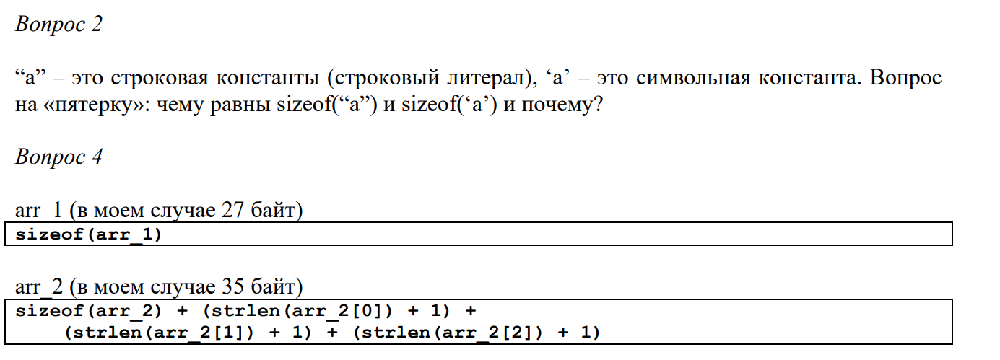 Вопрос 2
“a” – это строковая константы (строковый литерал), ‘a’ – это символьная константа. Вопрос
на «пятерку»: чему равны sizeof(“a”) и sizeof(‘a’) и почему?
Вопрос 4
arr_1 (в моем случае 27 байт)
sizeof(arr_1)
arr_2 (в моем случае 35 байт)
sizeof(arr_2) + (strlen(arr_2[0]) + 1) +
(strlen(arr_2[1]) + 1) + (strlen(arr_2[2]) + 1)